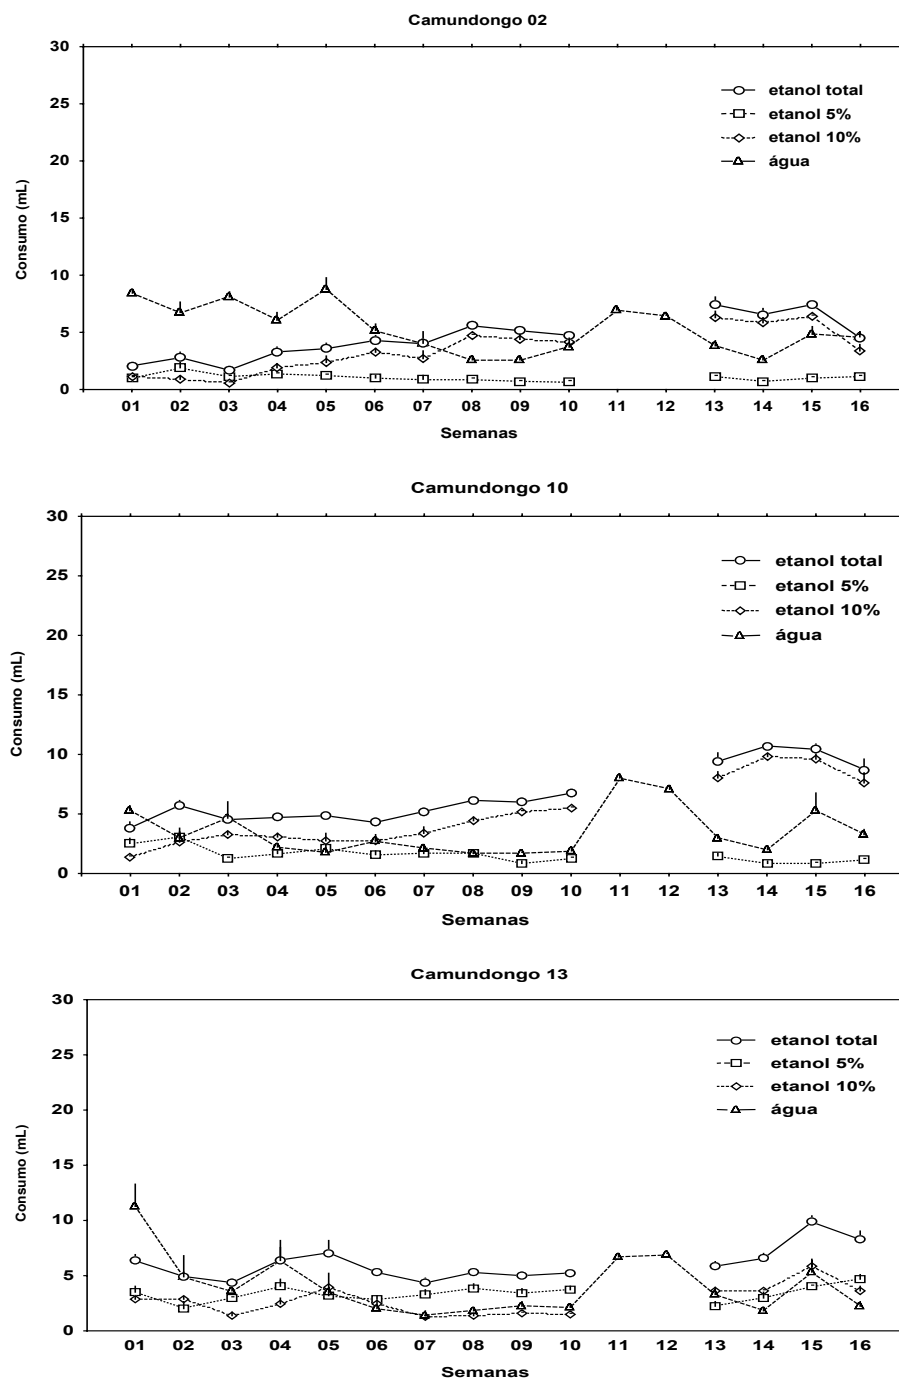 Camundongo 02
30
etanol total
25
etanol 5%
etanol 10%
20
água
Consumo (mL)
15
10
5
0
01 02 03 04 05 06 07 08 09 10 11 12 13 14 15 16
Semanas
Camundongo 10
30
etanol total
25
etanol 5%
etanol 10%
água
20
Consumo (mL)
15
10
5
0
01 02 03 04 05 06 07 08 09 10 11 12 13 14 15 16
Semanas
Camundongo 13
30
etanol total
25
etanol 5%
etanol 10%
água
20
Consumo (mL)
15
10
5
0
01 02 03 04 05 06 07 08 09 10 11 12 13 14 15 16
Semanas